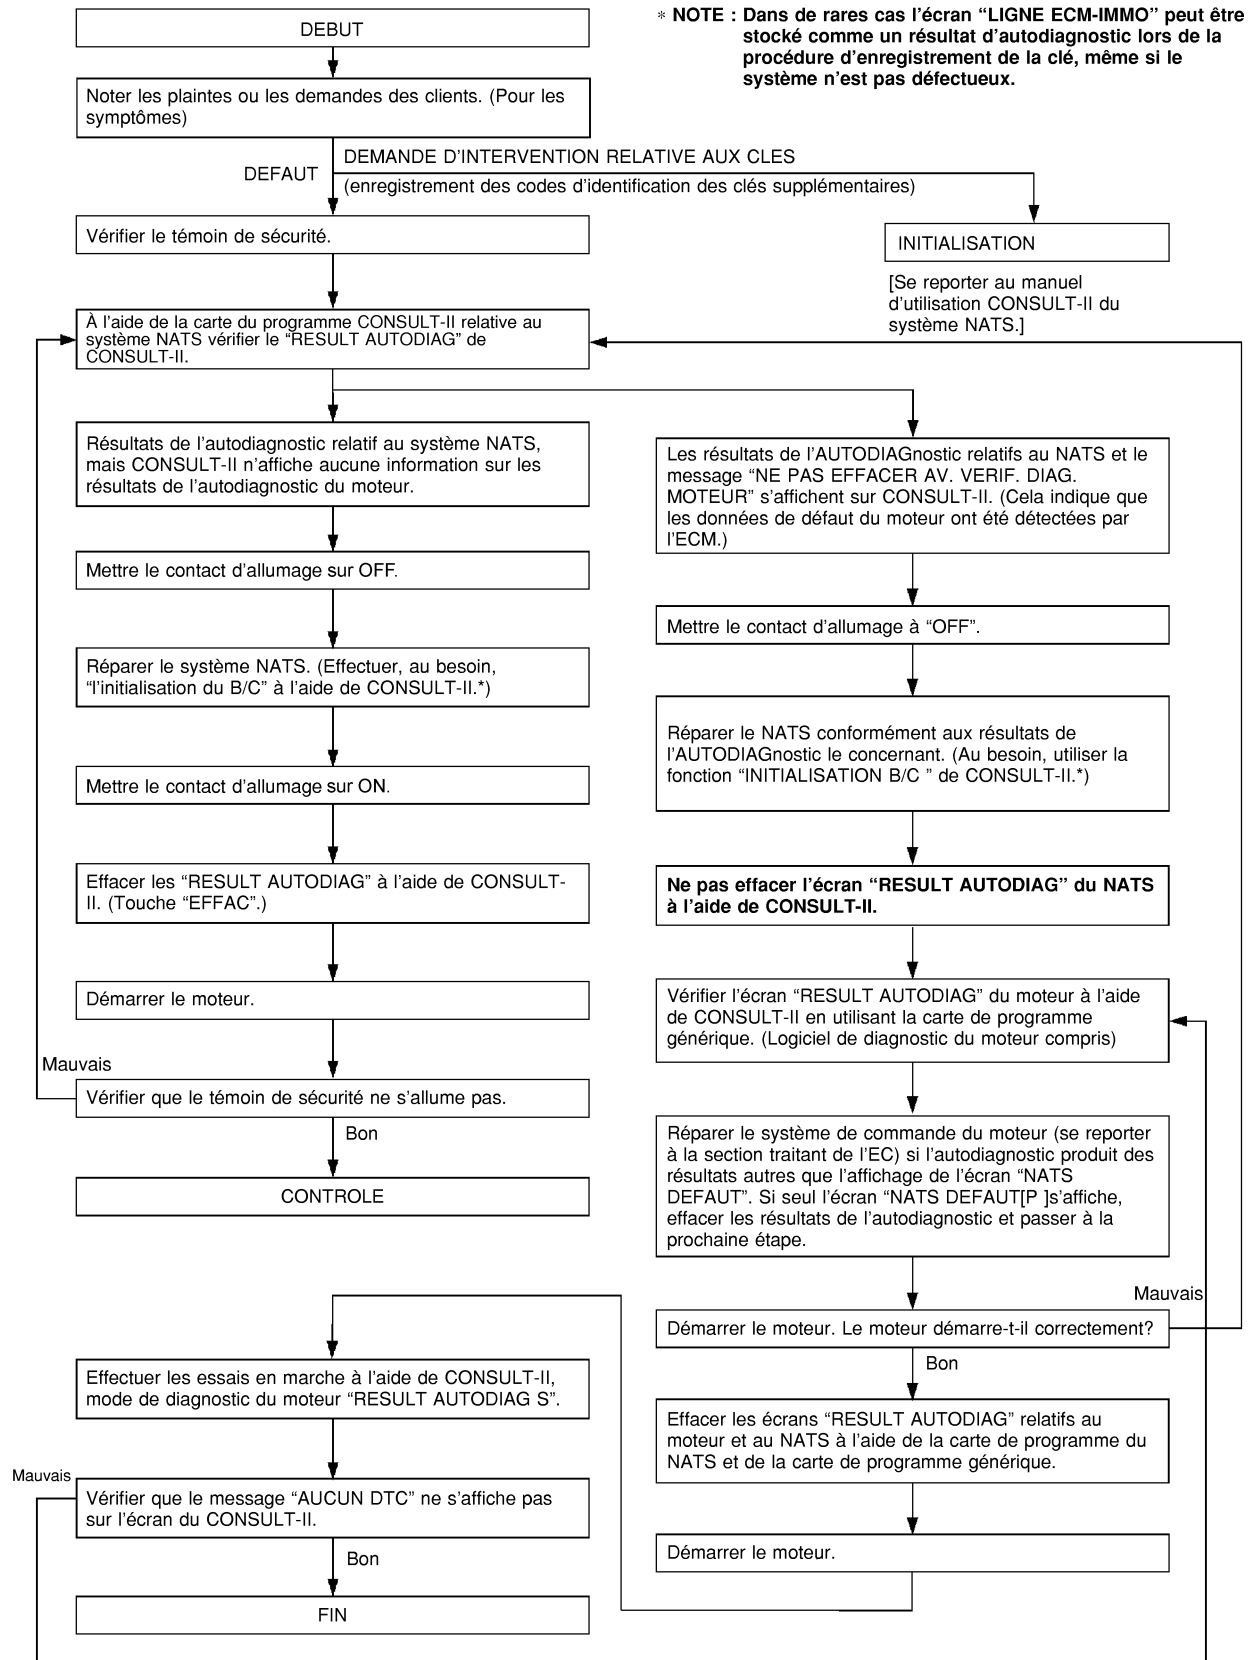 DEBUT
∗ NOTE : Dans de rares cas l’écran “LIGNE ECM-IMMO” peut être
stocké comme un résultat d’autodiagnostic lors de la
procédure d’enregistrement de la clé, même si le
système n’est pas défectueux.
Noter les plaintes ou les demandes des clients. (Pour les
symptômes)
DEFAUT
DEMANDE D’INTERVENTION RELATIVE AUX CLES
(enregistrement des codes d’identification des clés supplémentaires)
Vérifier le témoin de sécurité.
INITIALISATION
[Se reporter au manuel
d’utilisation CONSULT-II du
système NATS.]
À l’aide de la carte du programme CONSULT-II relative au
système NATS vérifier le “RESULT AUTODIAG” de
CONSULT-II.
Résultats de l’autodiagnostic relatif au système NATS,
mais CONSULT-II n’affiche aucune information sur les
résultats de l’autodiagnostic du moteur.
Mettre le contact d’allumage sur OFF.
Réparer le système NATS. (Effectuer, au besoin,
“l’initialisation du B/C” à l’aide de CONSULT-II.*)
Mettre le contact d’allumage sur ON.
Effacer les “RESULT AUTODIAG” à l’aide de CONSULT-
II. (Touche “EFFAC”.)
Démarrer le moteur.
Mauvais
Vérifier que le témoin de sécurité ne s’allume pas.
Bon
CONTROLE
Les résultats de l’AUTODIAGnostic relatifs au NATS et le
message “NE PAS EFFACER AV. VERIF. DIAG.
MOTEUR” s’affichent sur CONSULT-II. (Cela indique que
les données de défaut du moteur ont été détectées par
l’ECM.)
Mettre le contact d’allumage à “OFF”.
Réparer le NATS conformément aux résultats de
l’AUTODIAGnostic le concernant. (Au besoin, utiliser la
fonction “INITIALISATION B/C ” de CONSULT-II.*)
Ne pas effacer l’écran “RESULT AUTODIAG” du NATS
à l’aide de CONSULT-II.
Vérifier l’écran “RESULT AUTODIAG” du moteur à l’aide
de CONSULT-II en utilisant la carte de programme
générique. (Logiciel de diagnostic du moteur compris)
Réparer le système de commande du moteur (se reporter
à la section traitant de l’EC) si l’autodiagnostic produit des
résultats autres que l’affichage de l’écran “NATS
DEFAUT”. Si seul l’écran “NATS DEFAUT[P ]s’affiche,
effacer les résultats de l’autodiagnostic et passer à la
prochaine étape.
Mauvais
Démarrer le moteur. Le moteur démarre-t-il correctement?
Bon
Effacer les écrans “RESULT AUTODIAG” relatifs au
moteur et au NATS à l’aide de la carte de programme du
NATS et de la carte de programme générique.
Démarrer le moteur.
Effectuer les essais en marche à l’aide de CONSULT-II,
mode de diagnostic du moteur “RESULT AUTODIAG S”.
Mauvais
Vérifier que le message “AUCUN DTC” ne s’affiche pas
sur l’écran du CONSULT-II.
Bon
FIN